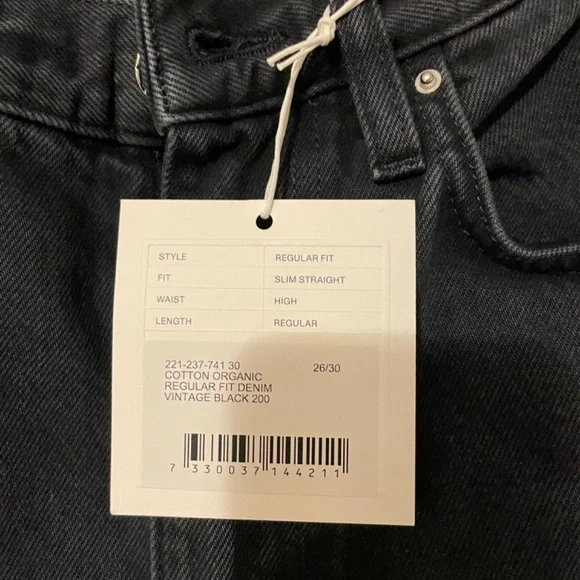 STYLE REGULAR FIT
FIT SLIM STRAIGHT
WAIST HIGH
LENGTH REGULAR
221-237-741 30 26/30
COTTON ORGANIC
REGULAR FIT DENIM
VINTAGE BLACK 200
7 330037 144211